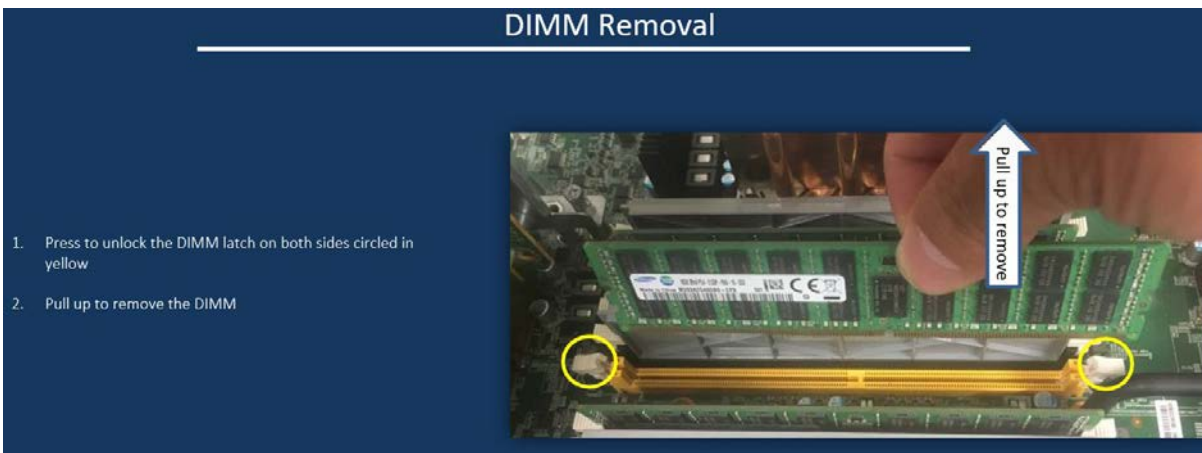 DIMM Removal
1. Press to unlock the DIMM latch on both sides circled in
yellow
2. Pull up to remove the DIMM
Pull up to remove